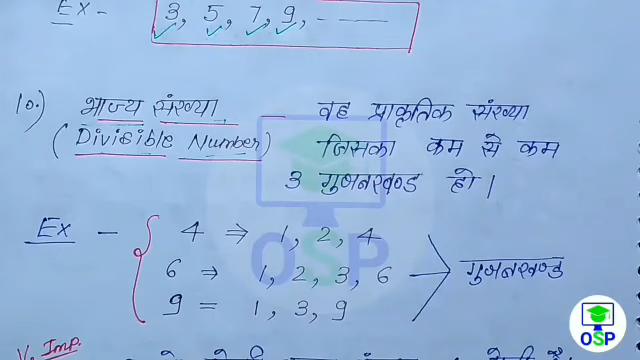 Ex - 3, 5, 7, 9, - ——
10.) भाज्य संख्या — वह प्राकृतिक संख्या
(Divisible Number) जिसका कम से कम
3 गुणनखण्ड हो।
Ex - 4 ⇒ 1, 2, 4
6 ⇒ 1, 2, 3, 6 → गुणनखण्ड
9 = 1, 3, 9
V. Imp.
OSP
OSP